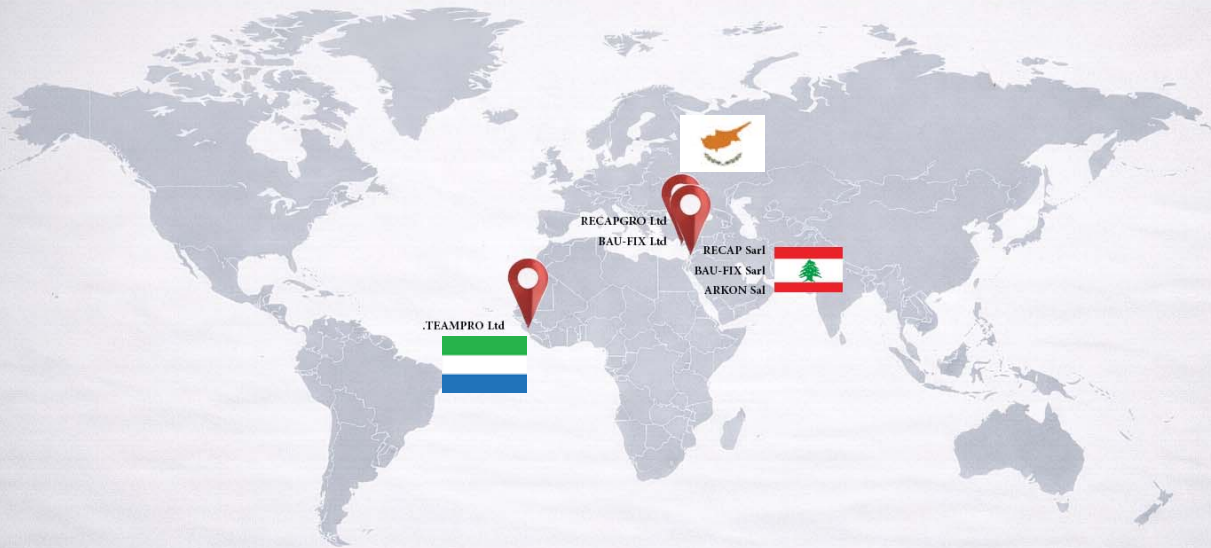 RECAPGRO Ltd
BAU-FIX Ltd
RECAP Sarl
BAU-FIX Sarl
ARKON Sal
.TEAMPRO Ltd